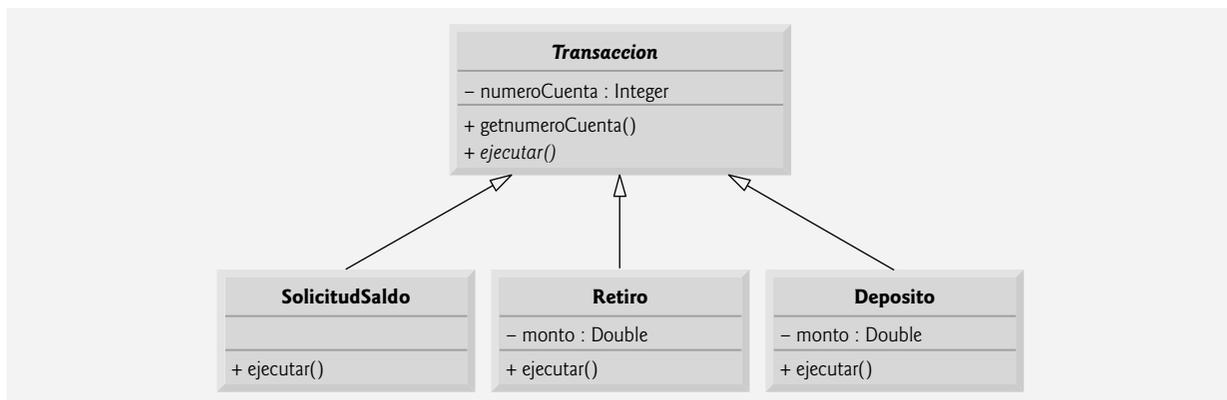 Transaccion
– numeroCuenta : Integer
+ getnumeroCuenta()
+ ejecutar()
SolicitudSaldo
+ ejecutar()
Retiro
– monto : Double
+ ejecutar()
Deposito
– monto : Double
+ ejecutar()